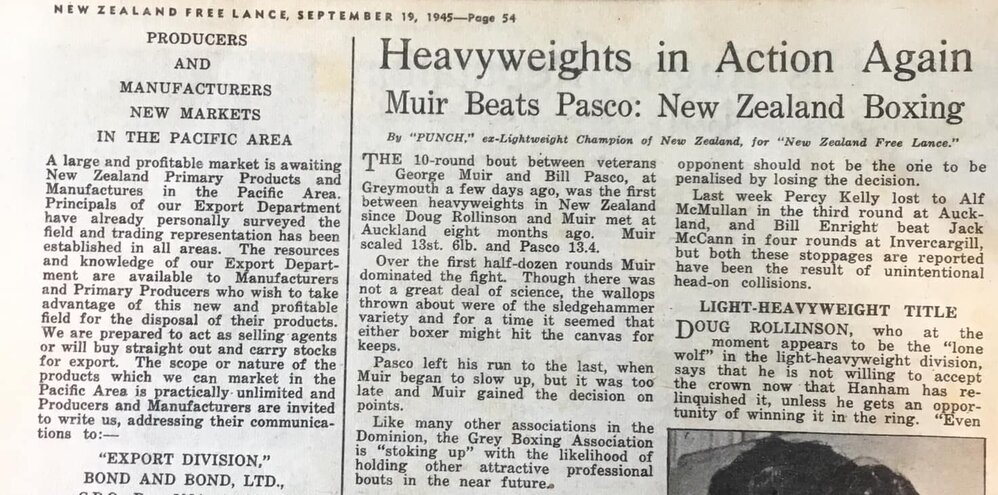 NEW ZEALAND FREE LANCE, SEPTEMBER 19, 1945—Page 54
PRODUCERS
AND
MANUFACTURERS
NEW MARKETS
IN THE PACIFIC AREA
A large and profitable market is awaiting
New Zealand Primary Products and
Manufactures in the Pacific Area.
Principals of our Export Department
have already personally surveyed the
field and trading representation has been
established in all areas. The resources
and knowledge of our Export Depart-
ment are available to Manufacturers
and Primary Producers who wish to take
advantage of this new and profitable
field for the disposal of their products.
We are prepared to act as selling agents
or will buy straight out and carry stocks
for export. The scope or nature of the
products which we can market in the
Pacific Area is practically unlimited and
Producers and Manufacturers are invited
to write us, addressing their communica-
tions to:—
"EXPORT DIVISION,"
BOND AND BOND, LTD.,
Heavyweights in Action Again
Muir Beats Pasco: New Zealand Boxing
By "PUNCH," ex-Lightweight Champion of New Zealand, for "New Zealand Free Lance."
THE 10-round bout between veterans
George Muir and Bill Pasco, at
Greymouth a few days ago, was the first
between heavyweights in New Zealand
since Doug Rollinson and Muir met at
Auckland eight months ago. Muir
scaled 13st. 6lb. and Pasco 13.4.
Over the first half-dozen rounds Muir
dominated the fight. Though there was
not a great deal of science, the wallops
thrown about were of the sledgehammer
variety and for a time it seemed that
either boxer might hit the canvas for
keeps.
Pasco left his run to the last, when
Muir began to slow up, but it was too
late and Muir gained the decision on
points.
Like many other associations in the
Dominion, the Grey Boxing Association
is "stoking up" with the likelihood of
holding other attractive professional
bouts in the near future.
opponent should not be the one to be
penalised by losing the decision.
Last week Percy Kelly lost to Alf
McMullan in the third round at Auck-
land, and Bill Enright beat Jack
McCann in four rounds at Invercargill,
but both these stoppages are reported
have been the result of unintentional
head-on collisions.
LIGHT-HEAVYWEIGHT TITLE
DOUG ROLLINSON, who at the
moment appears to be the "lone
wolf" in the light-heavyweight division,
says that he is not willing to accept
the crown now that Hanham has re-
linquished it, unless he gets an oppor-
tunity of winning it in the ring. "Even